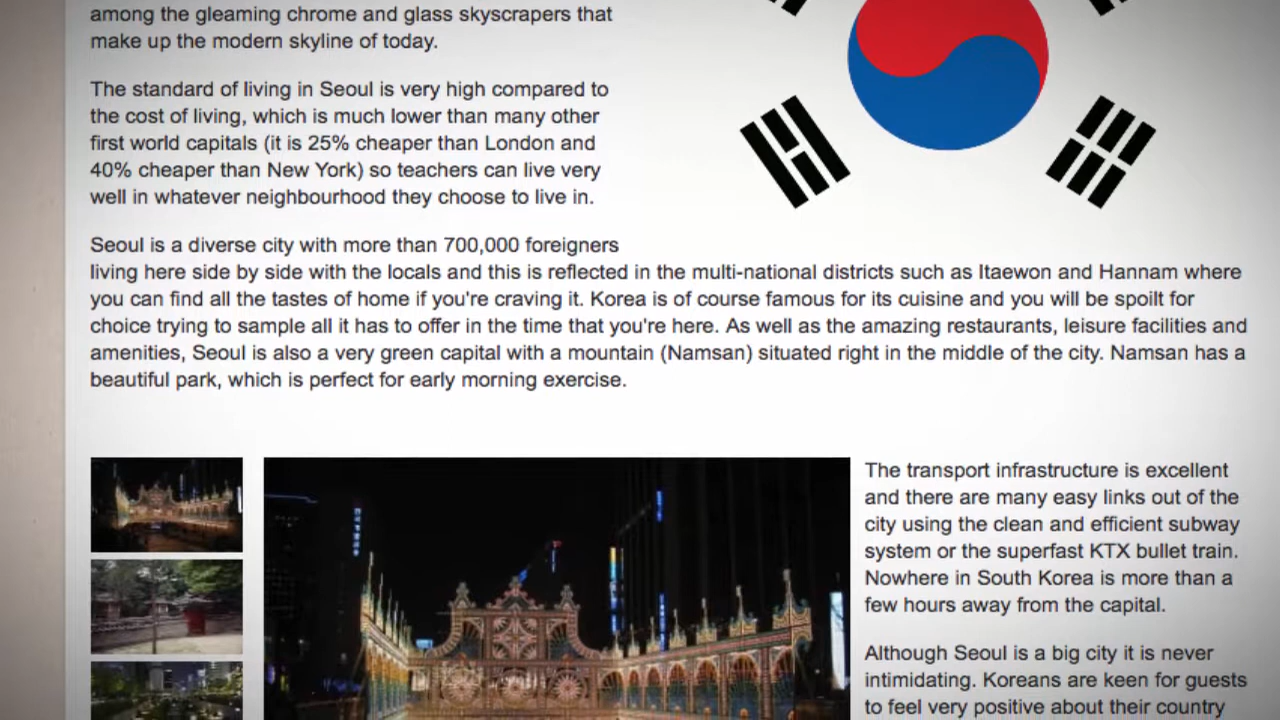 among the gleaming chrome and glass skyscrapers that
make up the modern skyline of today.
The standard of living in Seoul is very high compared to
the cost of living, which is much lower than many other
first world capitals (it is 25% cheaper than London and
40% cheaper than New York) so teachers can live very
well in whatever neighbourhood they choose to live in.
Seoul is a diverse city with more than 700,000 foreigners
living here side by side with the locals and this is reflected in the multi-national districts such as Itaewon and Hannam where
you can find all the tastes of home if you're craving it. Korea is of course famous for its cuisine and you will be spoilt for
choice trying to sample all it has to offer in the time that you're here. As well as the amazing restaurants, leisure facilities and
amenities, Seoul is also a very green capital with a mountain (Namsan) situated right in the middle of the city. Namsan has a
beautiful park, which is perfect for early morning exercise.
The transport infrastructure is excellent
and there are many easy links out of the
city using the clean and efficient subway
system or the superfast KTX bullet train.
Nowhere in South Korea is more than a
few hours away from the capital.
Although Seoul is a big city it is never
intimidating. Koreans are keen for guests
to feel very positive about their country